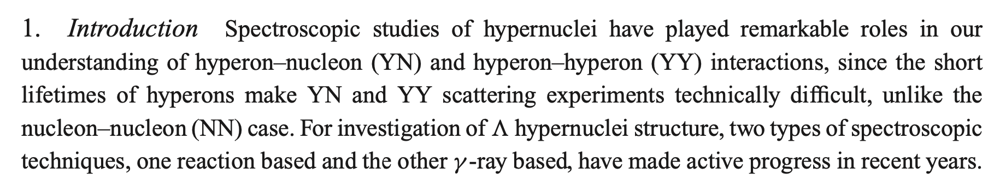 1. Introduction Spectroscopic studies of hypernuclei have played remarkable roles in our
understanding of hyperon–nucleon (YN) and hyperon–hyperon (YY) interactions, since the short
lifetimes of hyperons make YN and YY scattering experiments technically difficult, unlike the
nucleon–nucleon (NN) case. For investigation of Λ hypernuclei structure, two types of spectroscopic
techniques, one reaction based and the other γ-ray based, have made active progress in recent years.